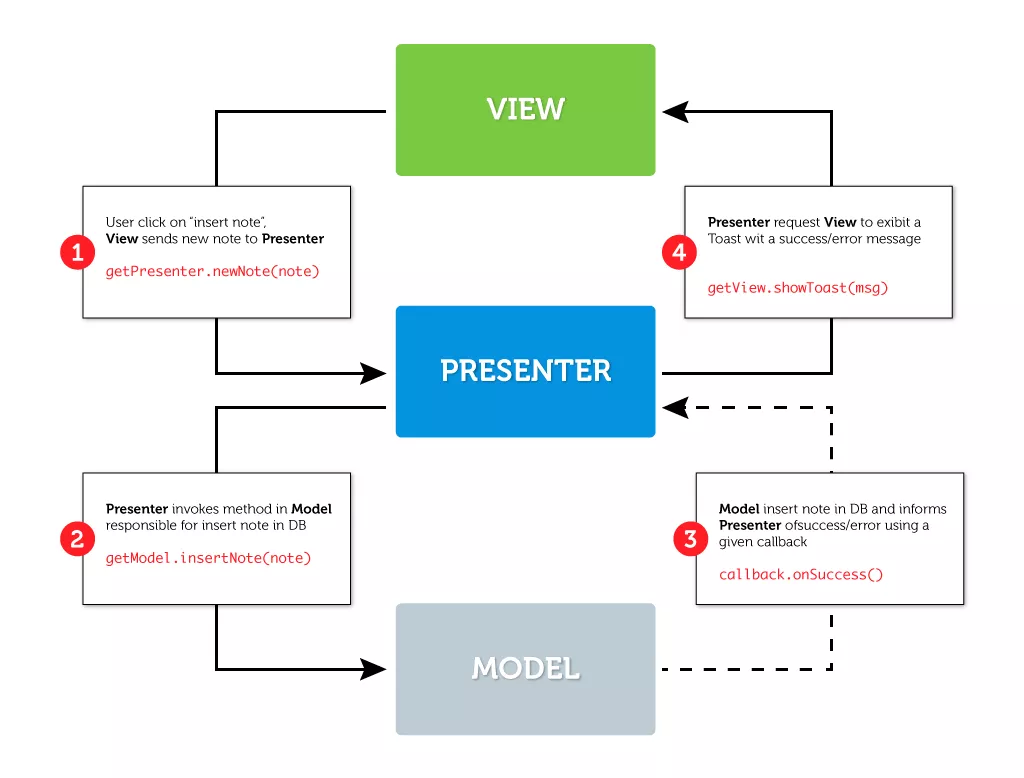 VIEW
1
User click on “insert note”,
View sends new note to Presenter
getPresenter.newNote(note)
4
Presenter request View to exibit a
Toast wit a success/error message
getView.showToast(msg)
PRESENTER
2
Presenter invokes method in Model
responsible for insert note in DB
getModel.insertNote(note)
3
Model insert note in DB and informs
Presenter ofsuccess/error using a
given callback
callback.onSuccess()
MODEL